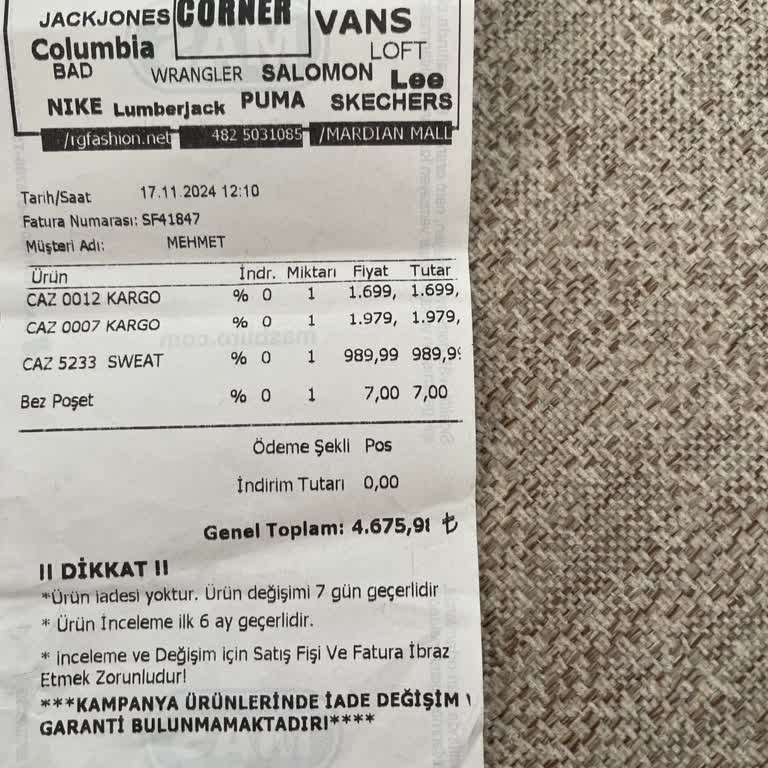 JACKJONES CORNER VANS
Columbia LOFT
BAD WRANGLER SALOMON Lee
NIKE Lumberjack PUMA SKECHERS
/rgfashion.net 482 5031085 /MARDIAN MALL
Tarih/Saat 17.11.2024 12:10
Fatura Numarası: SF41847
Müşteri Adı: MEHMET
Ürün İndr. Miktarı Fiyat Tutar
CAZ 0012 KARGO % 0 1 1.699, 1.699,
CAZ 0007 KARGO % 0 1 1.979, 1.979,
CAZ 5233 SWEAT % 0 1 989,99 989,99
Bez Poşet % 0 1 7,00 7,00
Ödeme Şekli Pos
İndirim Tutarı 0,00
Genel Toplam: 4.675,98 ₺
!! DİKKAT !!
*Ürün iadesi yoktur. Ürün değişimi 7 gün geçerlidir
* Ürün İnceleme ilk 6 ay geçerlidir.
* inceleme ve Değişim için Satış Fişi Ve Fatura İbraz
Etmek Zorunludur!
***KAMPANYA ÜRÜNLERİNDE İADE DEĞİŞİM
GARANTİ BULUNMAMAKTADIR!****